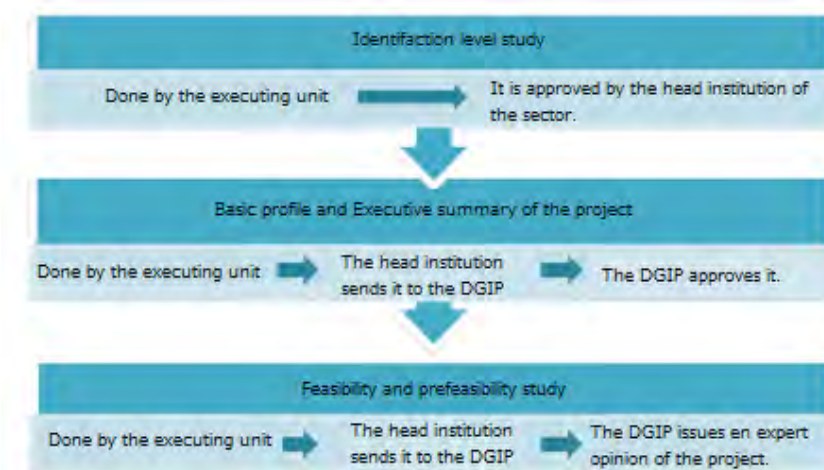 Identifaction level study
Done by the executing unit
It is approved by the head institution of
the sector.
Basic profile and Executive summary of the project
Done by the executing unit
The head institution
sends it to the DGIP
The DGIP approves it.
Feasibility and prefeasibility study
Done by the executing unit
The head institution
sends it to the DGIP
The DGIP issues en expert
opinion of the project.